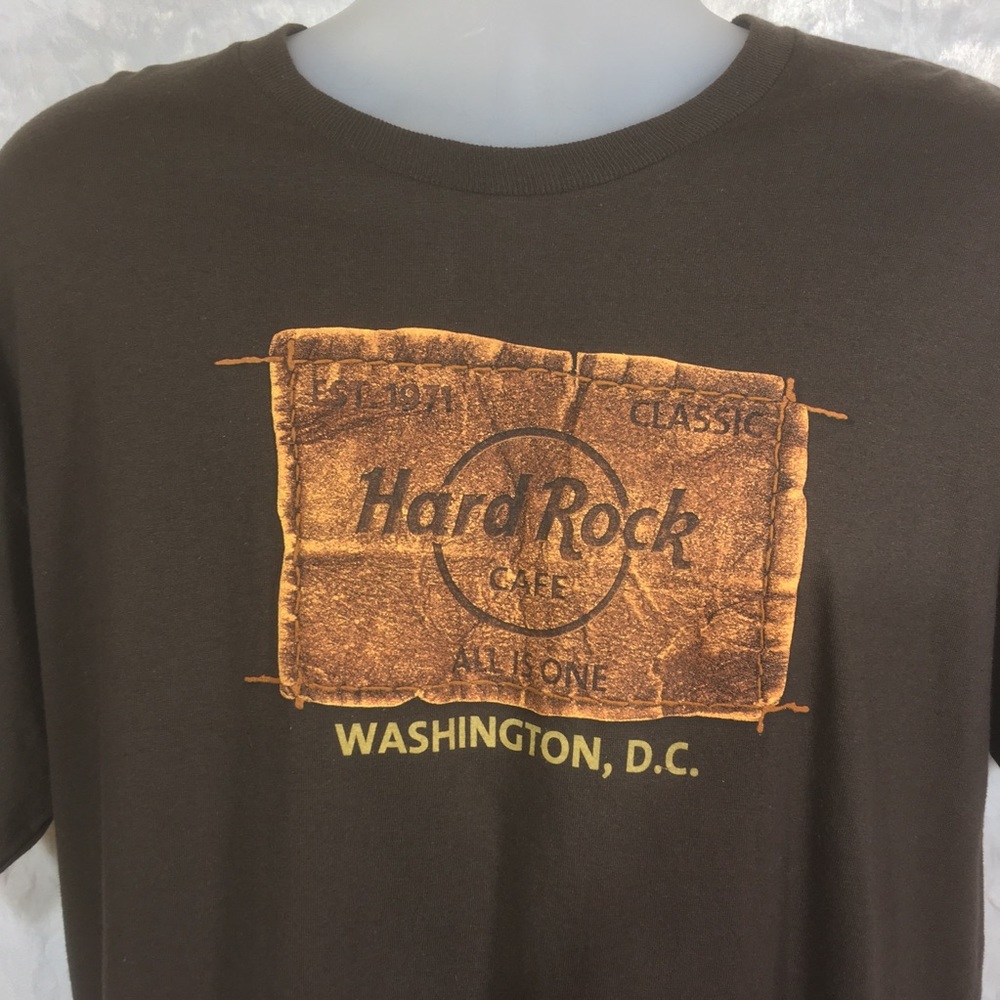 EST. 1971
CLASSIC
Hard Rock
CAFE
ALL IS ONE
WASHINGTON, D.C.